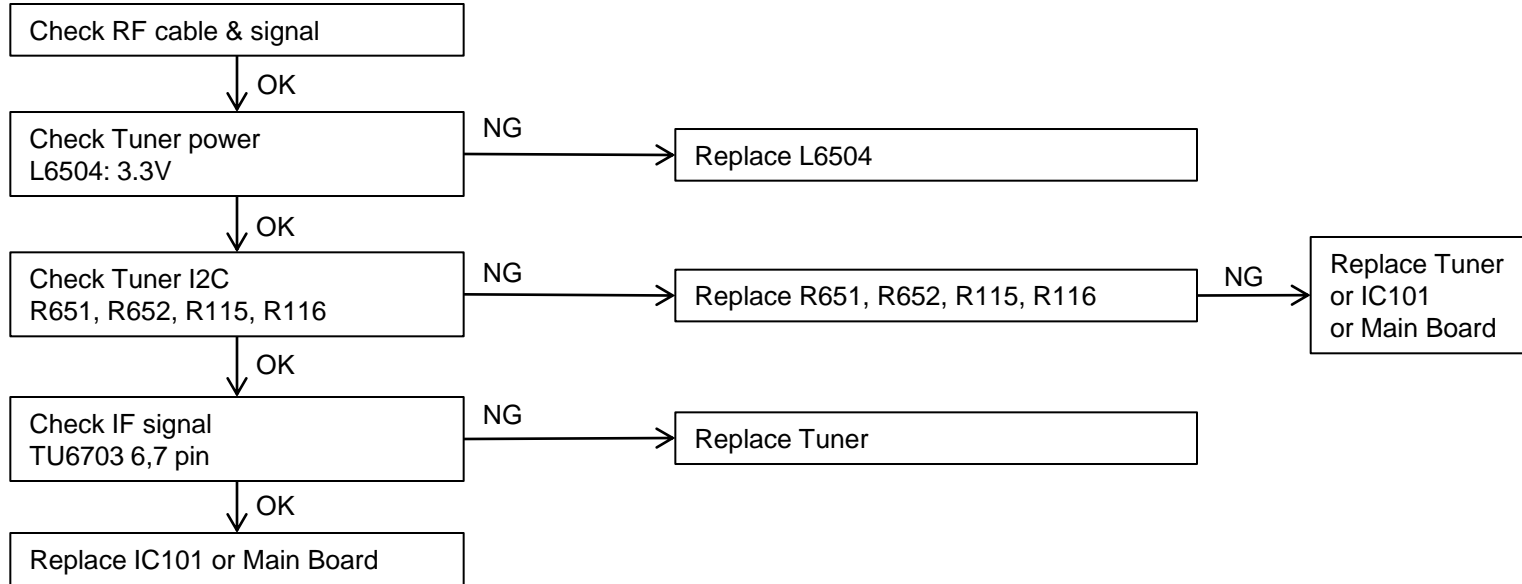 Check RF cable & signal
OK
Check Tuner power
L6504: 3.3V
NG
Replace L6504
OK
Check Tuner I2C
R651, R652, R115, R116
NG
Replace R651, R652, R115, R116
NG
Replace Tuner
or IC101
or Main Board
OK
Check IF signal
TU6703 6,7 pin
NG
Replace Tuner
OK
Replace IC101 or Main Board